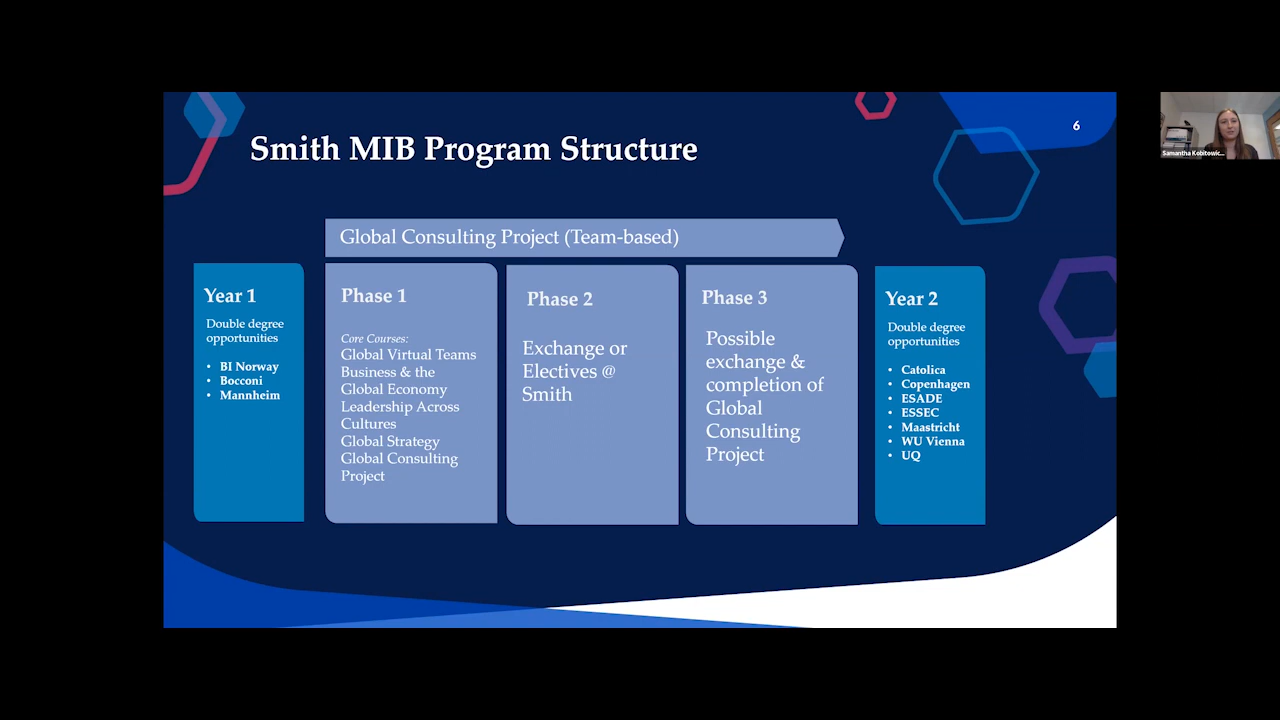 Smith MIB Program Structure
6
Global Consulting Project (Team-based)
Year 1
Double degree
opportunities
• BI Norway
• Bocconi
• Mannheim
Phase 1
Core Courses:
Global Virtual Teams
Business & the
Global Economy
Leadership Across
Cultures
Global Strategy
Global Consulting
Project
Phase 2
Exchange or
Electives @
Smith
Phase 3
Possible
exchange &
completion of
Global
Consulting
Project
Year 2
Double degree
opportunities
• Catolica
• Copenhagen
• ESADE
• ESSEC
• Maastricht
• WU Vienna
• UQ
Samantha Kobitowic...